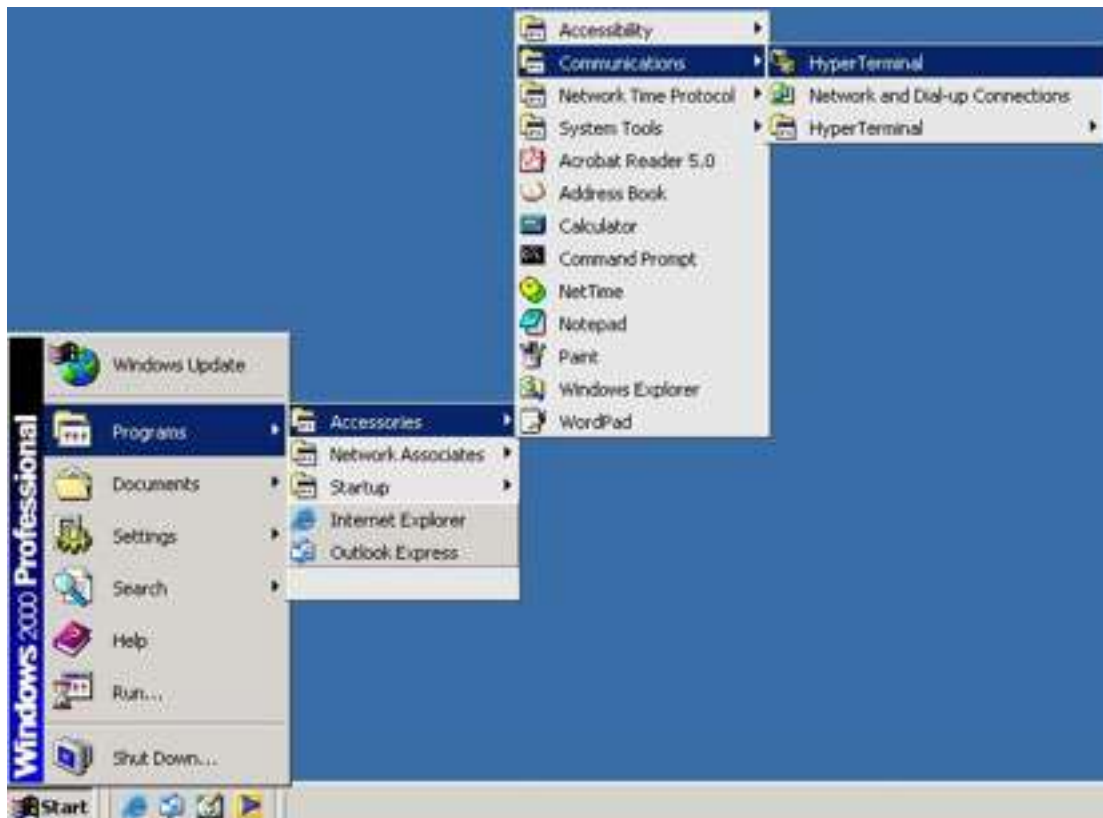 Accessibility
Communications
Network Time Protocol
System Tools
Acrobat Reader 5.0
Address Book
Calculator
Command Prompt
NetTime
Notepad
Paint
Windows Explorer
WordPad
HyperTerminal
Network and Dial-up Connections
HyperTerminal
Windows 2000 Professional
Windows Update
Programs
Documents
Settings
Search
Help
Run...
Shut Down...
Accessories
Network Associates
Startup
Internet Explorer
Outlook Express
Start